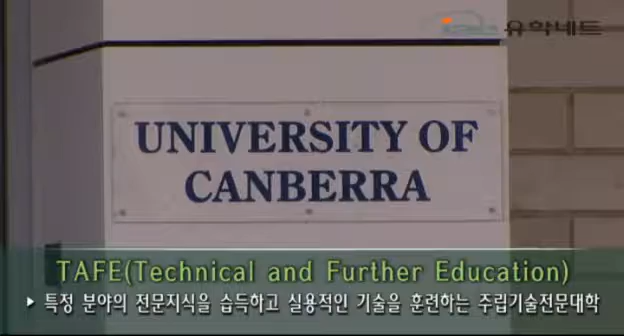 유학네트
UNIVERSITY OF
CANBERRA
TAFE(Technical and Further Education)
▶ 특정 분야의 전문지식을 습득하고 실용적인 기술을 훈련하는 주립기술전문대학